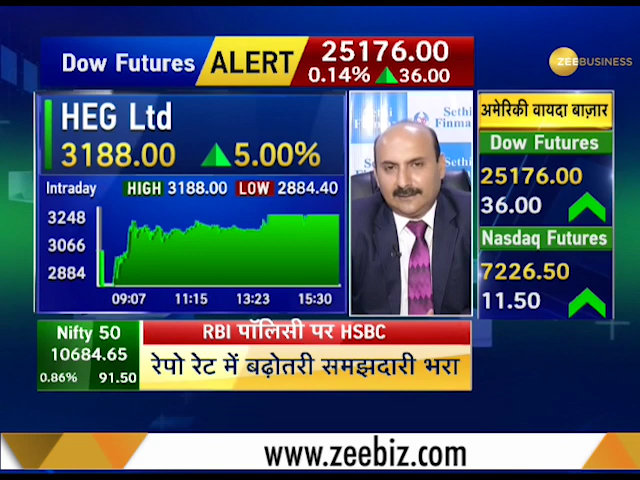 Dow Futures
ALERT
25176.00
0.14% 36.00
ZEEBUSINESS
HEG Ltd
3188.00 5.00%
Intraday HIGH 3188.00 LOW 2884.40
3248
3066
2884
09:07 11:15 13:23 15:30
Sethi
Finma
Sethi
अमेरिकी वायदा बाज़ार
Dow Futures
25176.00
36.00
Nasdaq Futures
7226.50
11.50
Nifty 50
10684.65
0.86% 91.50
RBI पॉलिसी पर HSBC
रेपो रेट में बढ़ोतरी समझदारी भरा
www.zeebiz.com